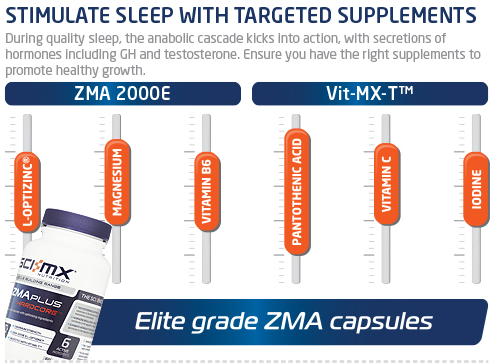 STIMULATE SLEEP WITH TARGETED SUPPLEMENTS
During quality sleep, the anabolic cascade kicks into action, with secretions of
hormones including GH and testosterone. Ensure you have the right supplements to
promote healthy growth.
ZMA 2000E
Vit-MX-T™
L-OPTIZINC®
MAGNESIUM
VITAMIN B6
PANTOTHENIC ACID
VITAMIN C
IODINE
SCI-MX
NUTRITION
ZMAPLUS
HARDCORE
6
Elite grade ZMA capsules